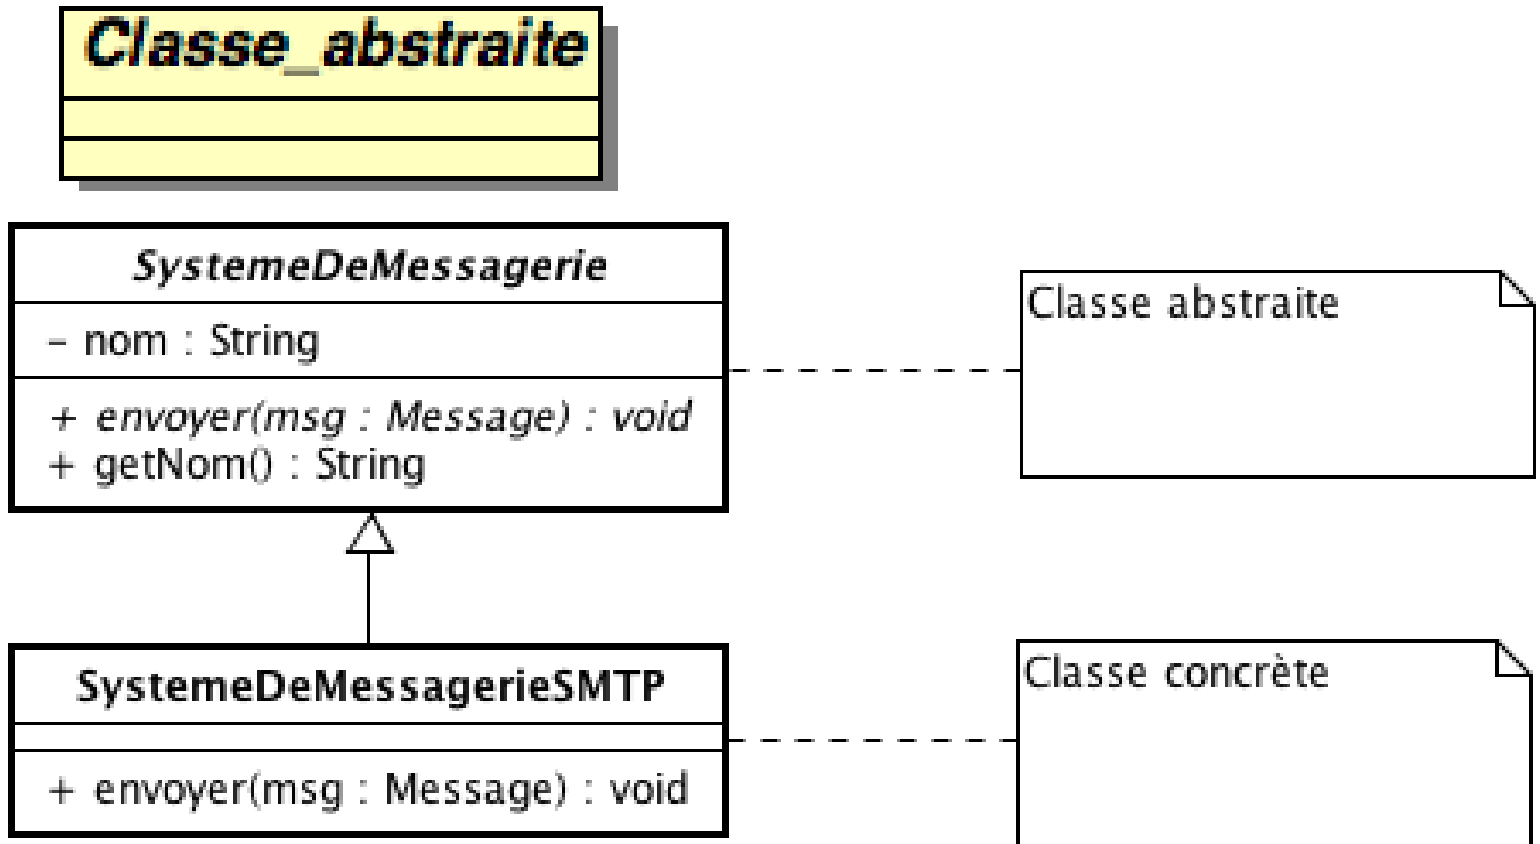 Classe_abstraite
SystemeDeMessagerie
- nom : String
+ envoyer(msg : Message) : void
+ getNom() : String
Classe abstraite
SystemeDeMessagerieSMTP
+ envoyer(msg : Message) : void
Classe concrète